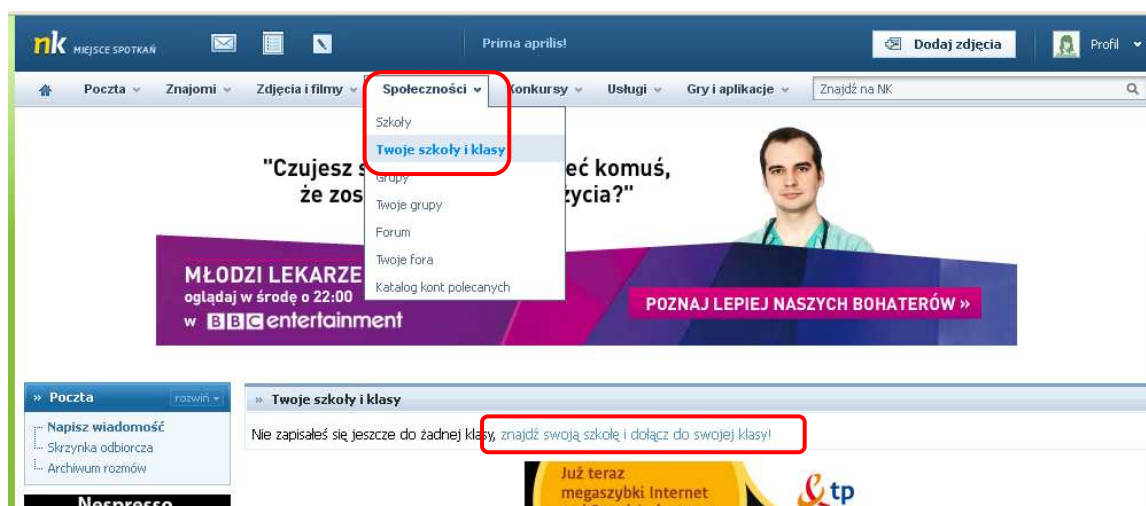 nk MIEJSCE SPOTKAŃ
Prima aprilis!
Dodaj zdjęcia
Profil
Poczta
Znajomi
Zdjęcia i filmy
Społeczności
Konkursy
Usługi
Gry i aplikacje
Znajdź na NK
Szkoły
Twoje szkoły i klasy
Grupy
Twoje grupy
Forum
Twoje fora
Katalog kont polecanych
"Czujesz eć komuś,
że zos życia?"
MŁODZI LEKARZE
oglądaj w środę o 22:00
w BBC entertainment
POZNAJ LEPIEJ NASZYCH BOHATERÓW »
» Poczta
rozwiń
Napisz wiadomość
Skrzynka odbiorcza
Archiwum rozmów
» Twoje szkoły i klasy
Nie zapisałeś się jeszcze do żadnej klasy, znajdź swoją szkołę i dołącz do swojej klasy!
Już teraz
megaszybki Internet
tp
Nespresso